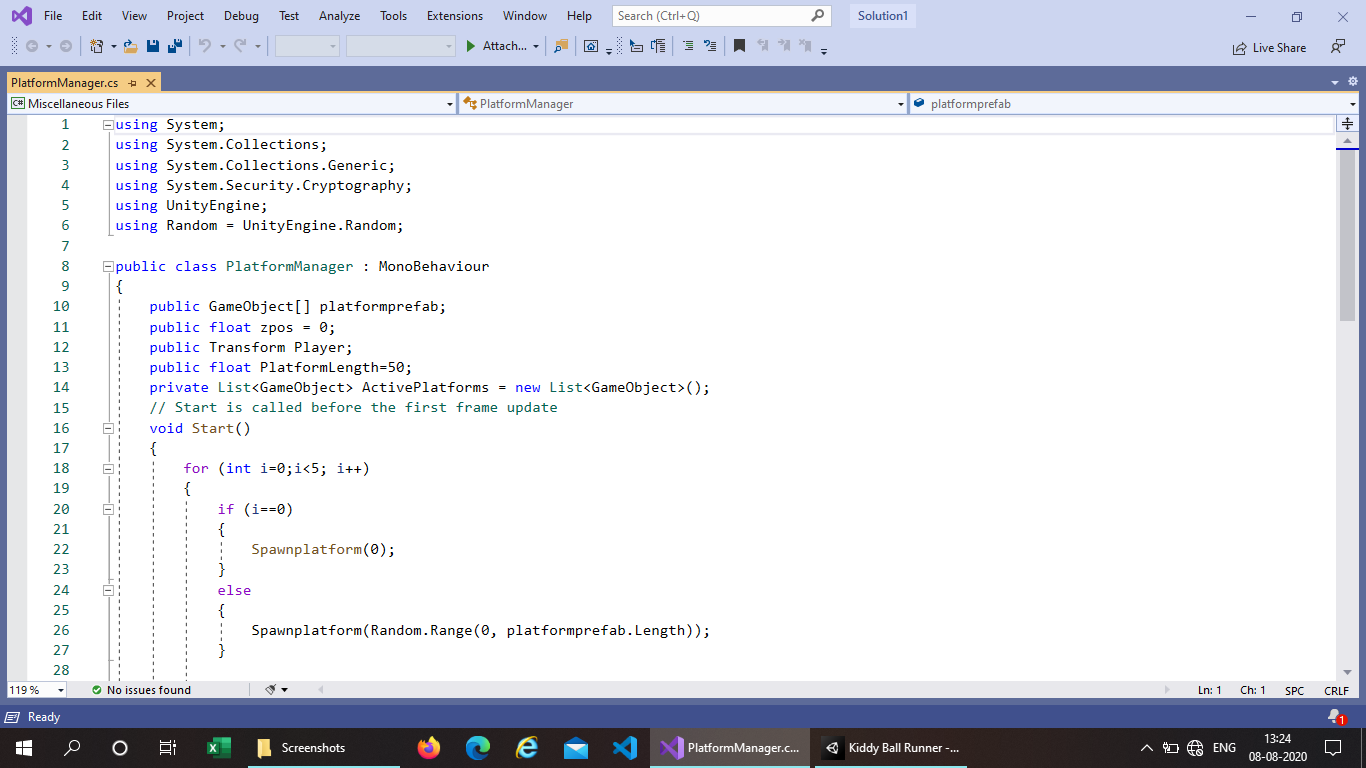 File Edit View Project Debug Test Analyze Tools Extensions Window Help Search (Ctrl+Q) Solution1
Attach... Live Share
PlatformManager.cs
C# Miscellaneous Files PlatformManager platformprefab
1 using System;
2 using System.Collections;
3 using System.Collections.Generic;
4 using System.Security.Cryptography;
5 using UnityEngine;
6 using Random = UnityEngine.Random;
7
8 public class PlatformManager : MonoBehaviour
9 {
10 public GameObject[] platformprefab;
11 public float zpos = 0;
12 public Transform Player;
13 public float PlatformLength=50;
14 private List<GameObject> ActivePlatforms = new List<GameObject>();
15 // Start is called before the first frame update
16 void Start()
17 {
18 for (int i=0;i<5; i++)
19 {
20 if (i==0)
21 {
22 Spawnplatform(0);
23 }
24 else
25 {
26 Spawnplatform(Random.Range(0, platformprefab.Length));
27 }
28
119 % No issues found Ln: 1 Ch: 1 SPC CRLF
Ready 1
Screenshots PlatformManager.c... Kiddy Ball Runner -... ENG 13:24
08-08-2020